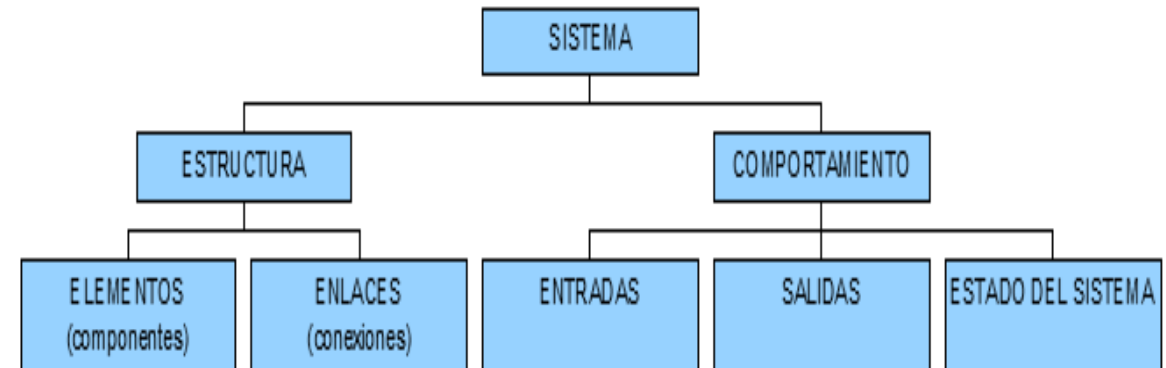 SISTEMA
ESTRUCTURA
COMPORTAMIENTO
ELEMENTOS
(componentes)
ENLACES
(conexiones)
ENTRADAS
SALIDAS
ESTADO DEL SISTEMA